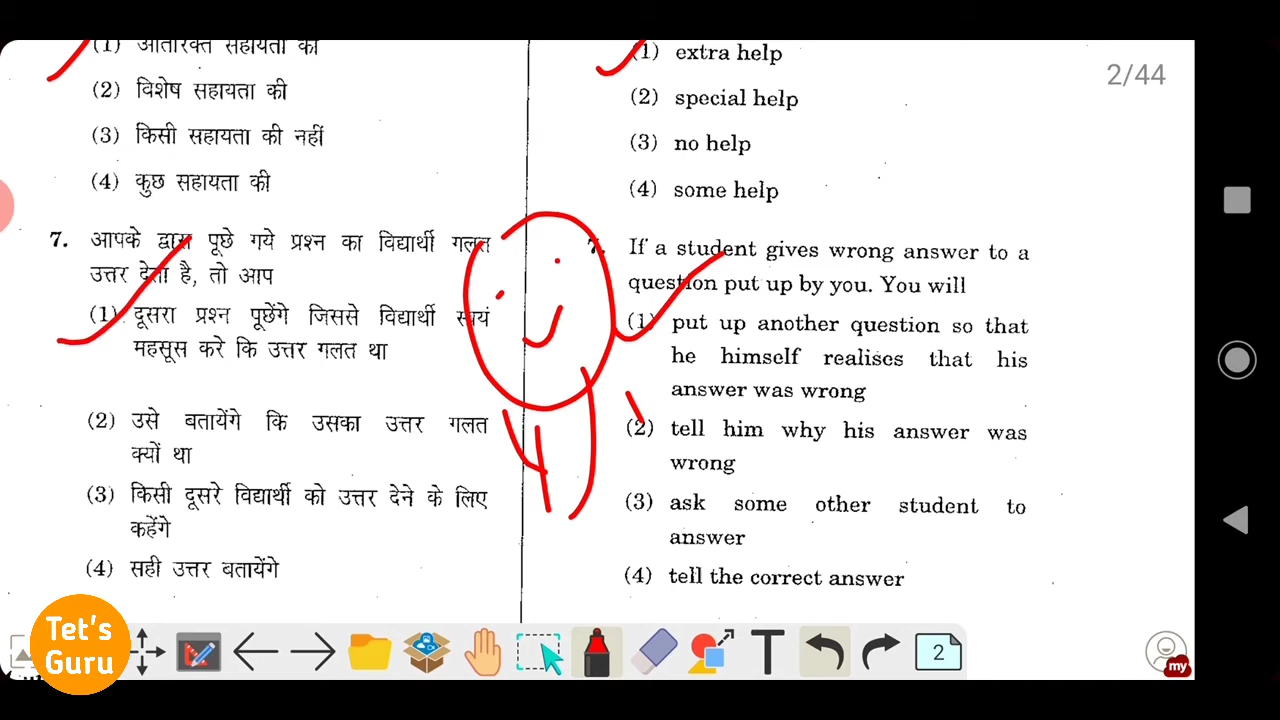 (1) अतिरिक्त सहायता की
(2) विशेष सहायता की
(3) किसी सहायता की नहीं
(4) कुछ सहायता की
7. आपके द्वारा पूछे गये प्रश्न का विद्यार्थी गलत
उत्तर देता है, तो आप
(1) दूसरा प्रश्न पूछेंगे जिससे विद्यार्थी स्वयं
महसूस करे कि उत्तर गलत था
(2) उसे बतायेंगे कि उसका उत्तर गलत
क्यों था
(3) किसी दूसरे विद्यार्थी को उत्तर देने के लिए
कहेंगे
(4) सही उत्तर बतायेंगे
(1) extra help
(2) special help
(3) no help
(4) some help
7. If a student gives wrong answer to a
question put up by you. You will
(1) put up another question so that
he himself realises that his
answer was wrong
(2) tell him why his answer was
wrong
(3) ask some other student to
answer
(4) tell the correct answer
2/44
Tet's
Guru
T
2
my